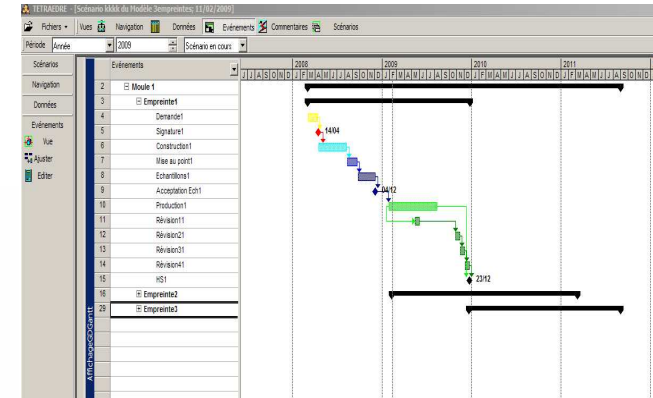 TETRAEDRE - [Scénario kkkk du Modèle 3empreintes; 11/02/2009]
Fichiers Vues Navigation Données Evénements Commentaires Scénarios
Période Année 2009 Scénario en cours
Scénarios
Navigation
Données
Evénements
Vue
Ajuster
Editer
AffichageGDGantt
Evénements
2008 2009 2010 2011
J J A S O N D J F M A M J J A S O N D J F M A M J J A S O N D J F M A M J J A S O N D J F M A M J J A S O N D
2 Moule 1
3 Empreinte1
4 Demande1
5 Signature1 14/04
6 Construction1
7 Mise au point1
8 Echantillons1
9 Acceptation Ech1 04/12
10 Production1
11 Révision11
12 Révision21
13 Révision31
14 Révision41
15 HS1 23/12
16 Empreinte2
29 Empreinte3